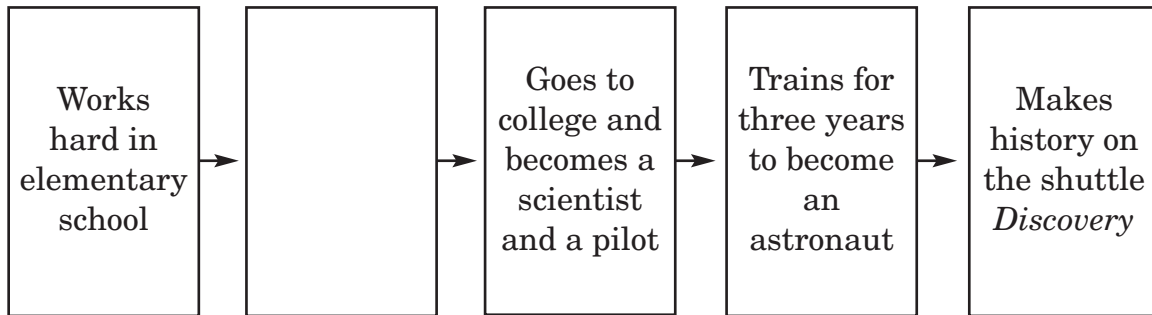 Works
hard in
elementary
school
Goes to
college and
becomes a
scientist
and a pilot
Trains for
three years
to become
an
astronaut
Makes
history on
the shuttle
Discovery